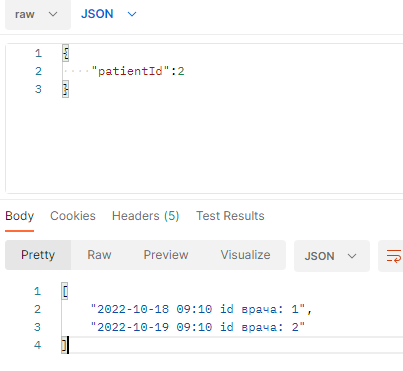 raw JSON
1 {
2 "patientId":2
3 }
Body Cookies Headers (5) Test Results
Pretty Raw Preview Visualize JSON
1 [
2 "2022-10-18 09:10 id врача: 1",
3 "2022-10-19 09:10 id врача: 2"
4 ]